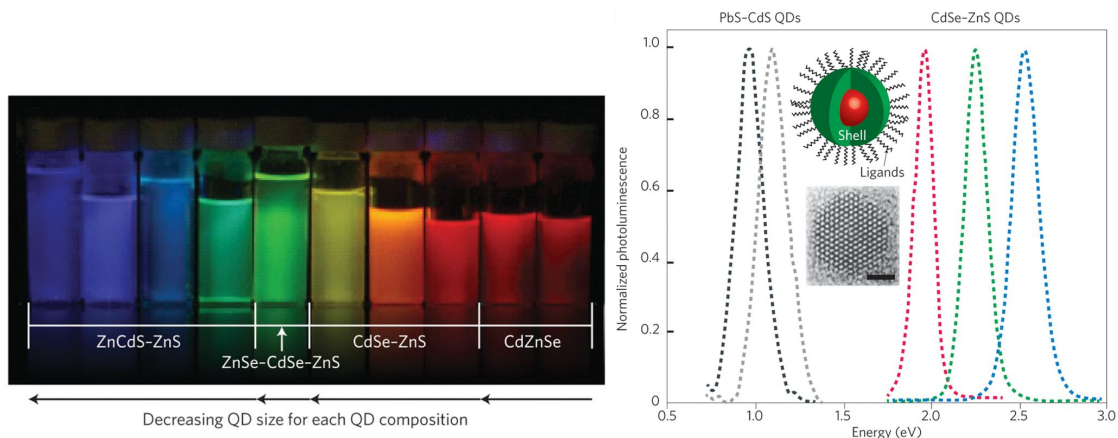 ZnCdS–ZnS
ZnSe–CdSe–ZnS
CdSe–ZnS
CdZnSe
Decreasing QD size for each QD composition
PbS–CdS QDs
CdSe–ZnS QDs
Normalized photoluminescence
1.0
0.8
0.6
0.4
0.2
0
Shell
Ligands
0.5
1.0
1.5
2.0
2.5
3.0
Energy (eV)